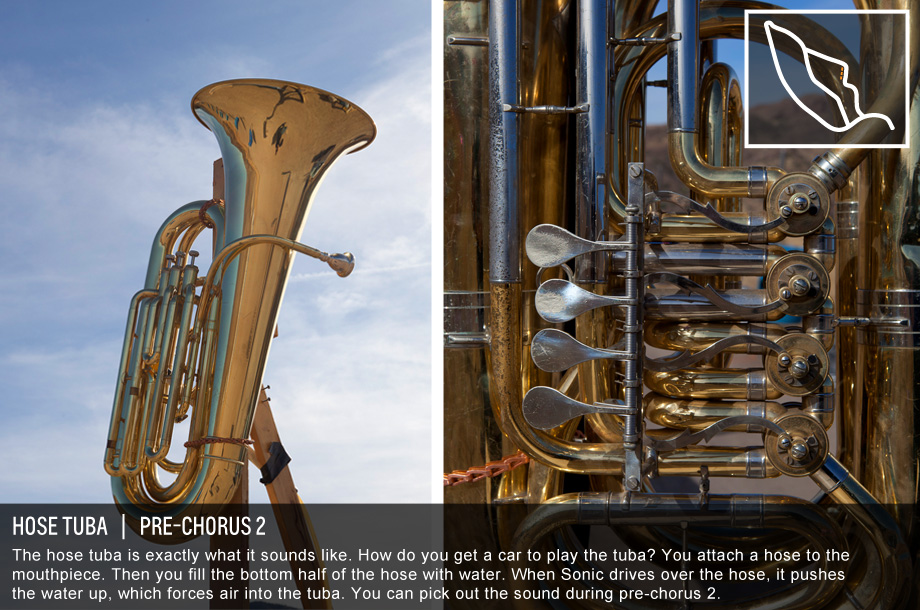 HOSE TUBA | PRE-CHORUS 2
The hose tuba is exactly what it sounds like. How do you get a car to play the tuba? You attach a hose to the
mouthpiece. Then you fill the bottom half of the hose with water. When Sonic drives over the hose, it pushes
the water up, which forces air into the tuba. You can pick out the sound during pre-chorus 2.